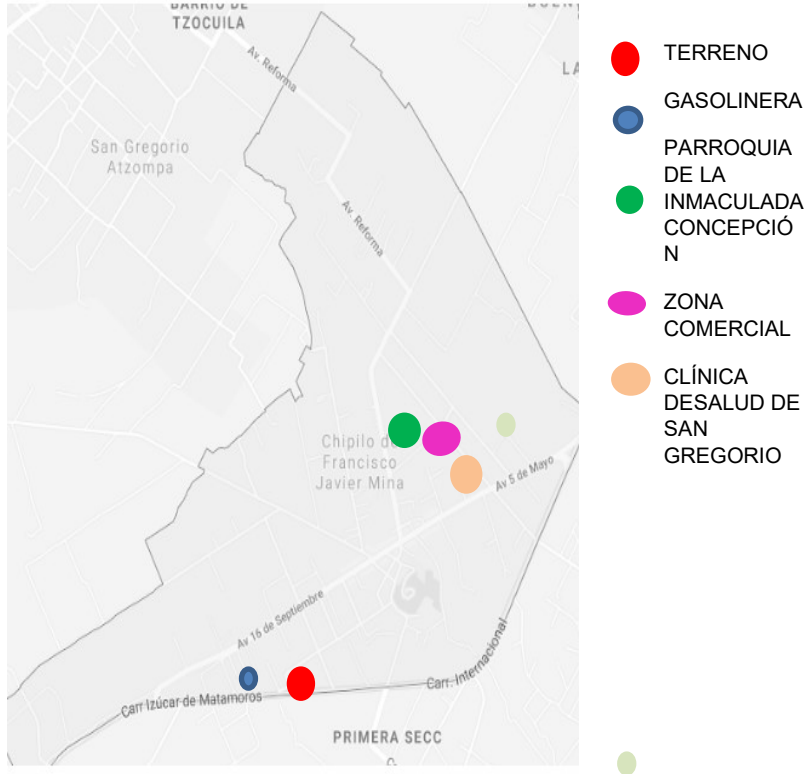 BARRIO DE
TZOCUILA
Av. Reforma
San Gregorio
Atzompa
Av. Reforma
Chipilo de
Francisco
Javier Mina
Av 5 de Mayo
Av 16 de Septiembre
Carr. Internacional
Carr Izúcar de Matamoros
PRIMERA SECC
TERRENO
GASOLINERA
PARROQUIA
DE LA
INMACULADA
CONCEPCIÓ
N
ZONA
COMERCIAL
CLÍNICA
DESALUD DE
SAN
GREGORIO